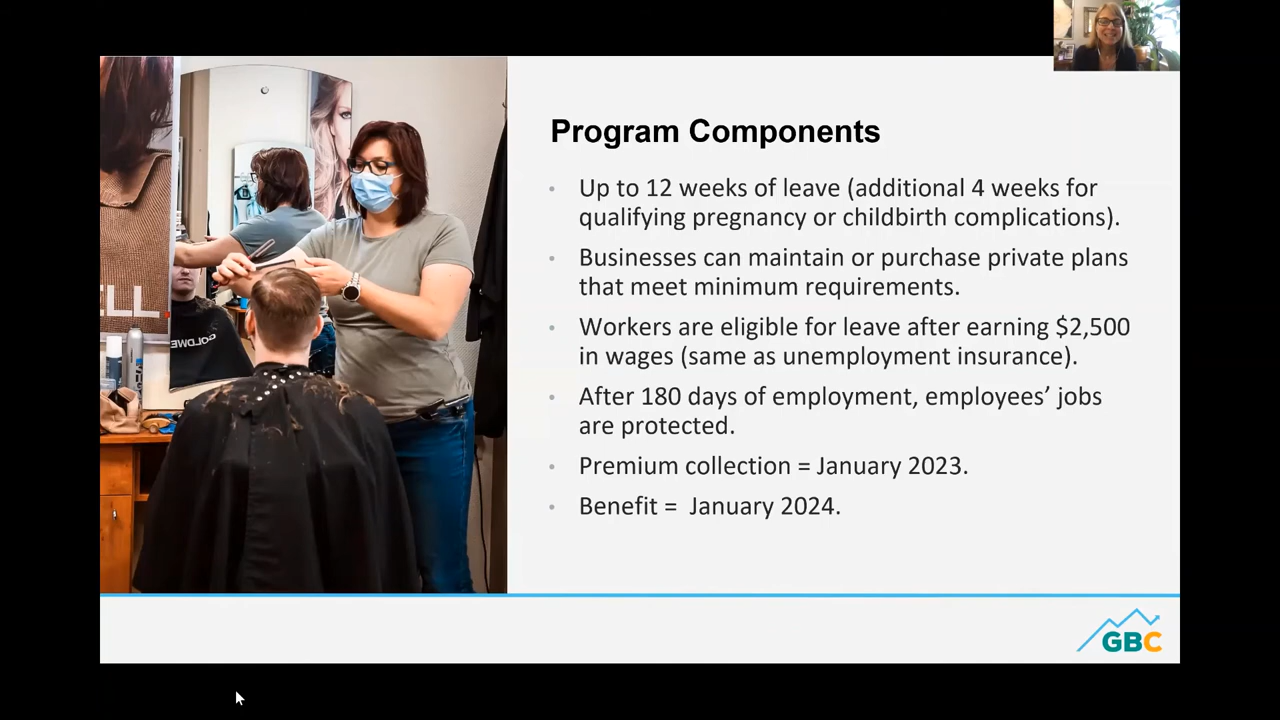 Program Components
• Up to 12 weeks of leave (additional 4 weeks for
qualifying pregnancy or childbirth complications).
• Businesses can maintain or purchase private plans
that meet minimum requirements.
• Workers are eligible for leave after earning $2,500
in wages (same as unemployment insurance).
• After 180 days of employment, employees’ jobs
are protected.
• Premium collection = January 2023.
• Benefit =  January 2024.
ELL.
GOLDWE
GBC